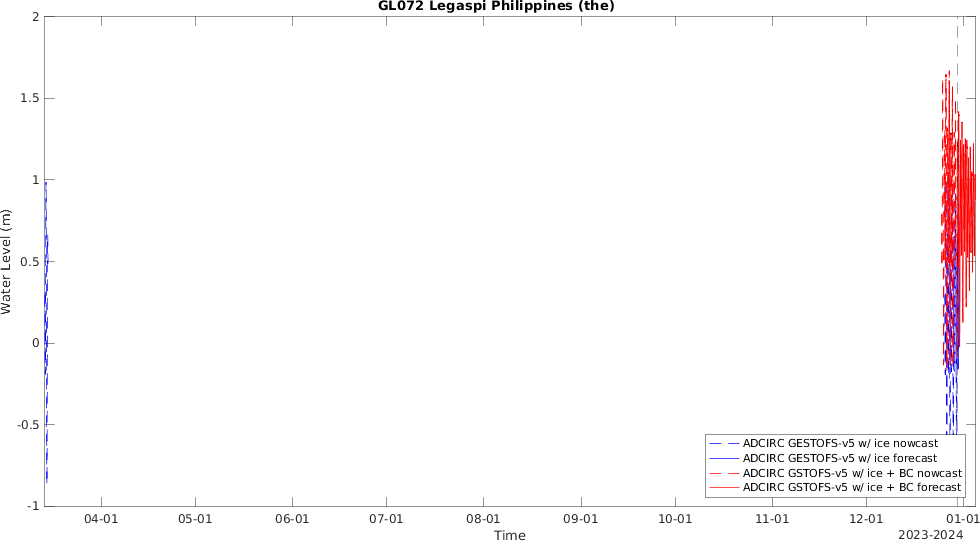 GL072 Legaspi Philippines (the)
2
1.5
1
0.5
0
-0.5
-1
Water Level (m)
ADCIRC GESTOFS-v5 w/ ice nowcast
ADCIRC GESTOFS-v5 w/ ice forecast
ADCIRC GSTOFS-v5 w/ ice + BC nowcast
ADCIRC GSTOFS-v5 w/ ice + BC forecast
04-01 05-01 06-01 07-01 08-01 09-01 10-01 11-01 12-01 01-01
Time
2023-2024